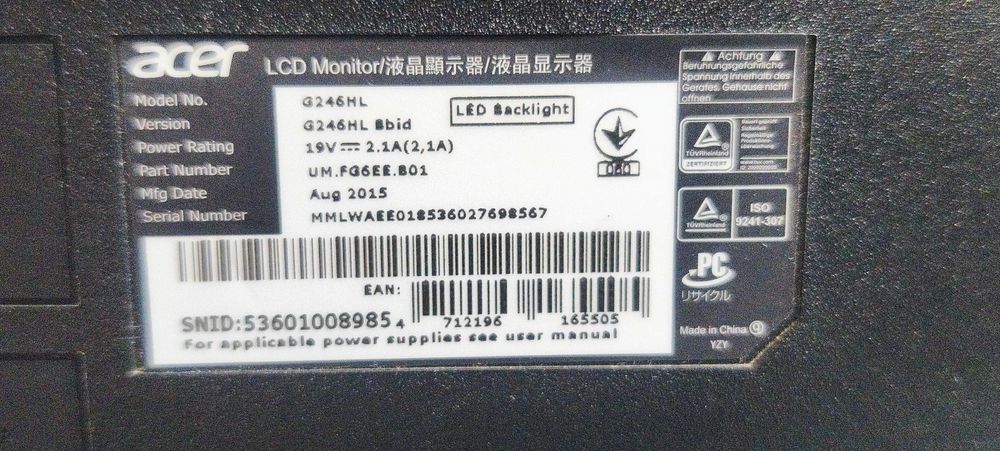 acer
LCD Monitor/液晶顯示器/液晶显示器
Model No. G246HL
LED Backlight
Version G246HL Bbid
Power Rating 19V 2.1A(2,1A)
Part Number UM.FG6EE.B01
Mfg Date Aug 2015
Serial Number MMLWAEE018536027698567
EAN:
4 712196 165505
SNID:53601008985
For applicable power supplies see user manual
Achtung
Berührungsgefährliche
Spannung innerhalb des
Gerätes, Gehäuse nicht
öffnen
TÜVRheinland
ZERTIFIZIERT
TÜVRheinland
ISO
9241-307
PC
リサイクル
Made in China
YZY